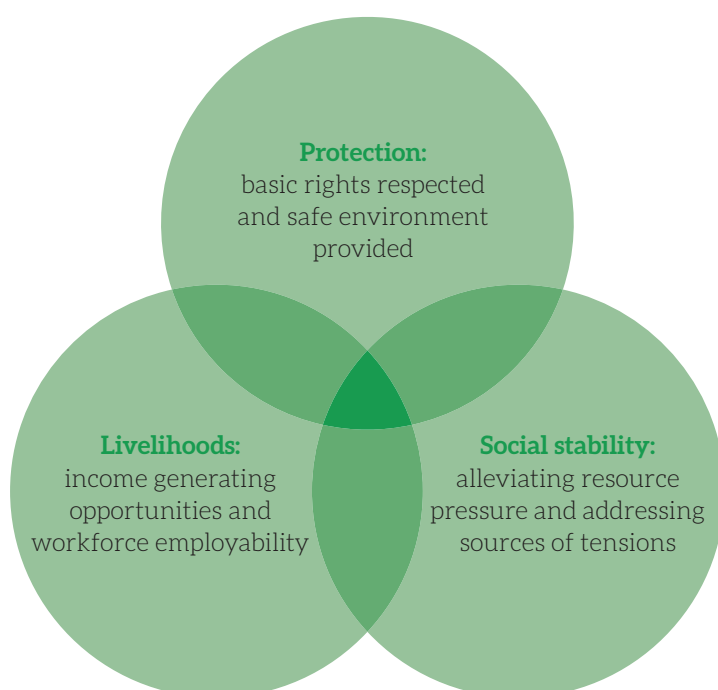 Protection:
basic rights respected
and safe environment
provided
Livelihoods:
income generating
opportunities and
workforce employability
Social stability:
alleviating resource
pressure and addressing
sources of tensions